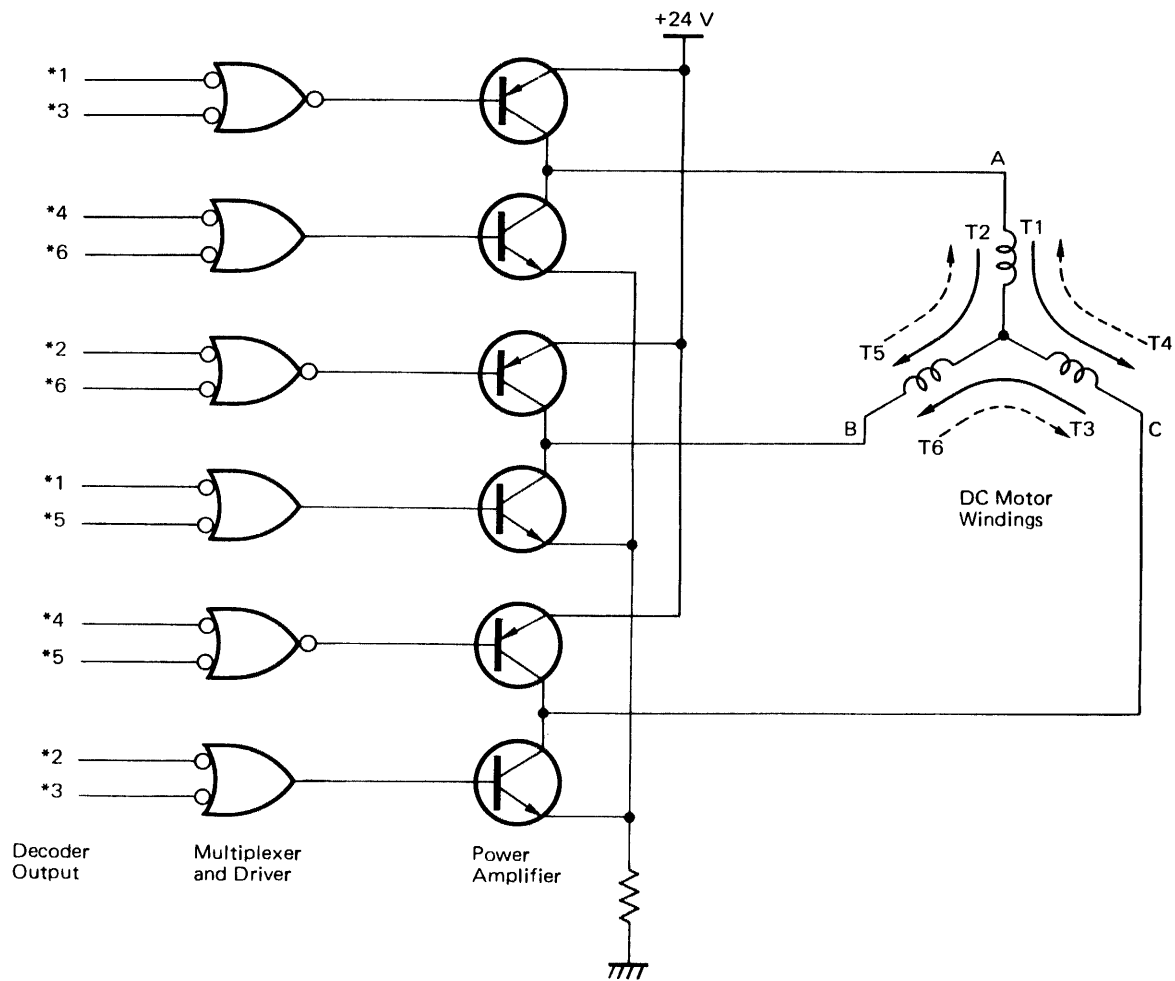 +24 V
*1
*3
*4
*6
*2
*6
*1
*5
*4
*5
*2
*3
A
T2 T1
T5
T4
B
C
T6
T3
DC Motor
Windings
Decoder
Output
Multiplexer
and Driver
Power
Amplifier